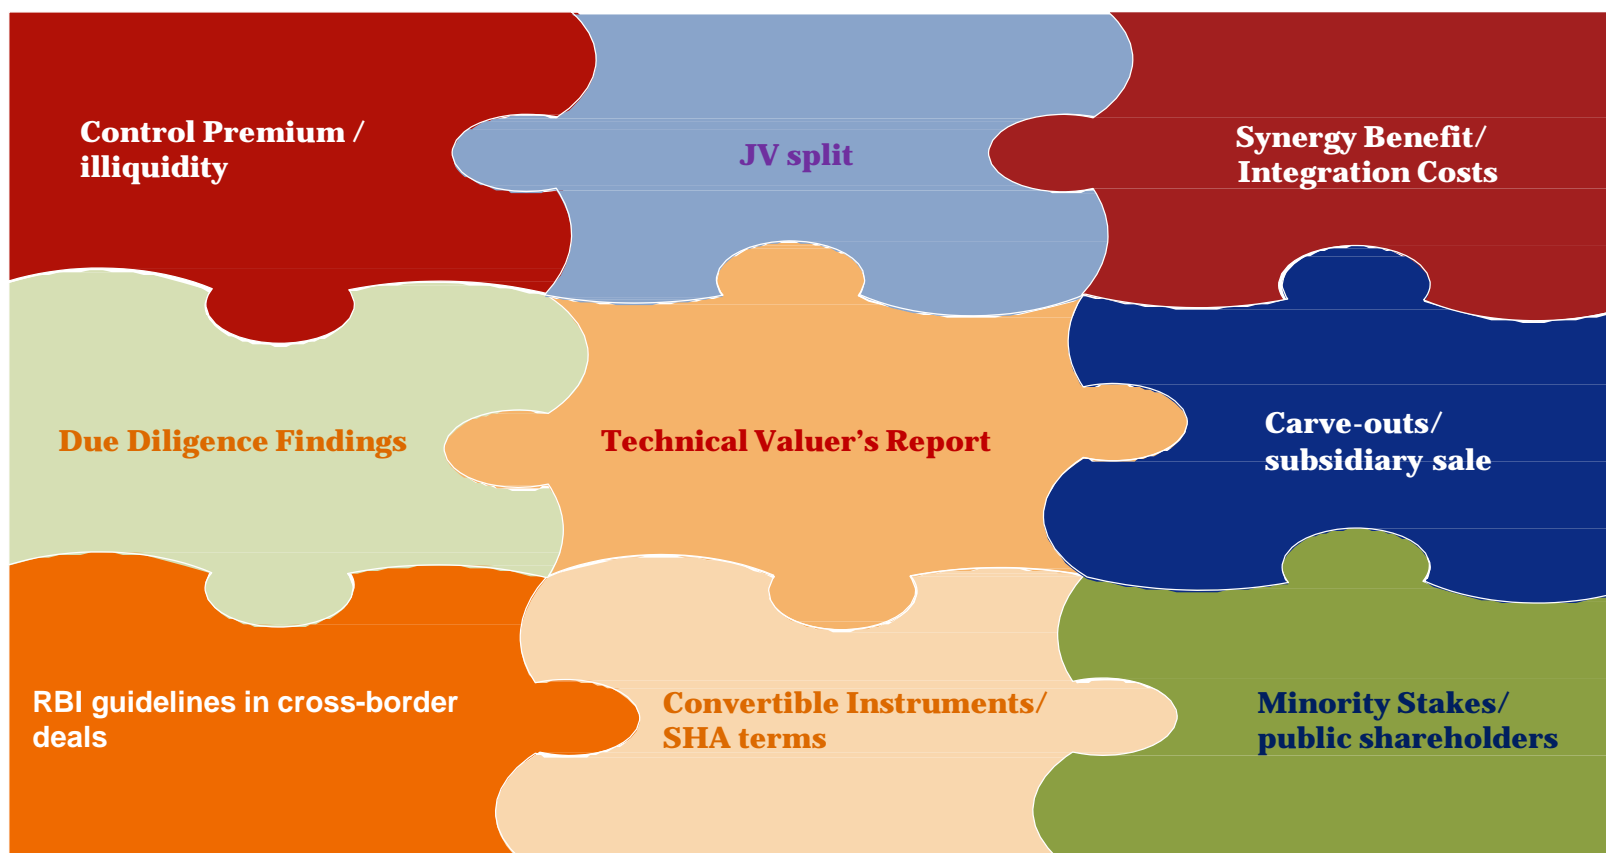 Control Premium /
illiquidity
JV split
Synergy Benefit/
Integration Costs
Due Diligence Findings
Technical Valuer’s Report
Carve-outs/
subsidiary sale
RBI guidelines in cross-border
deals
Convertible Instruments/
SHA terms
Minority Stakes/
public shareholders